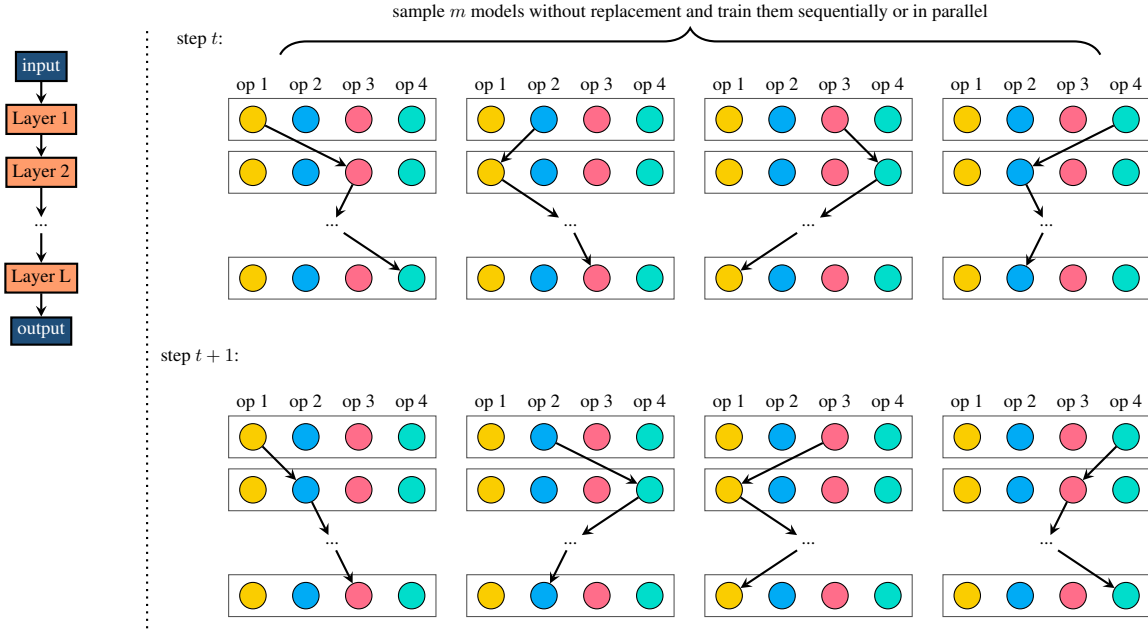 sample m models without replacement and train them sequentially or in parallel
step t:
input
Layer 1
Layer 2
...
Layer L
output
op 1 op 2 op 3 op 4 op 1 op 2 op 3 op 4 op 1 op 2 op 3 op 4 op 1 op 2 op 3 op 4
... ... ... ...
step t + 1:
op 1 op 2 op 3 op 4 op 1 op 2 op 3 op 4 op 1 op 2 op 3 op 4 op 1 op 2 op 3 op 4
... ... ... ...